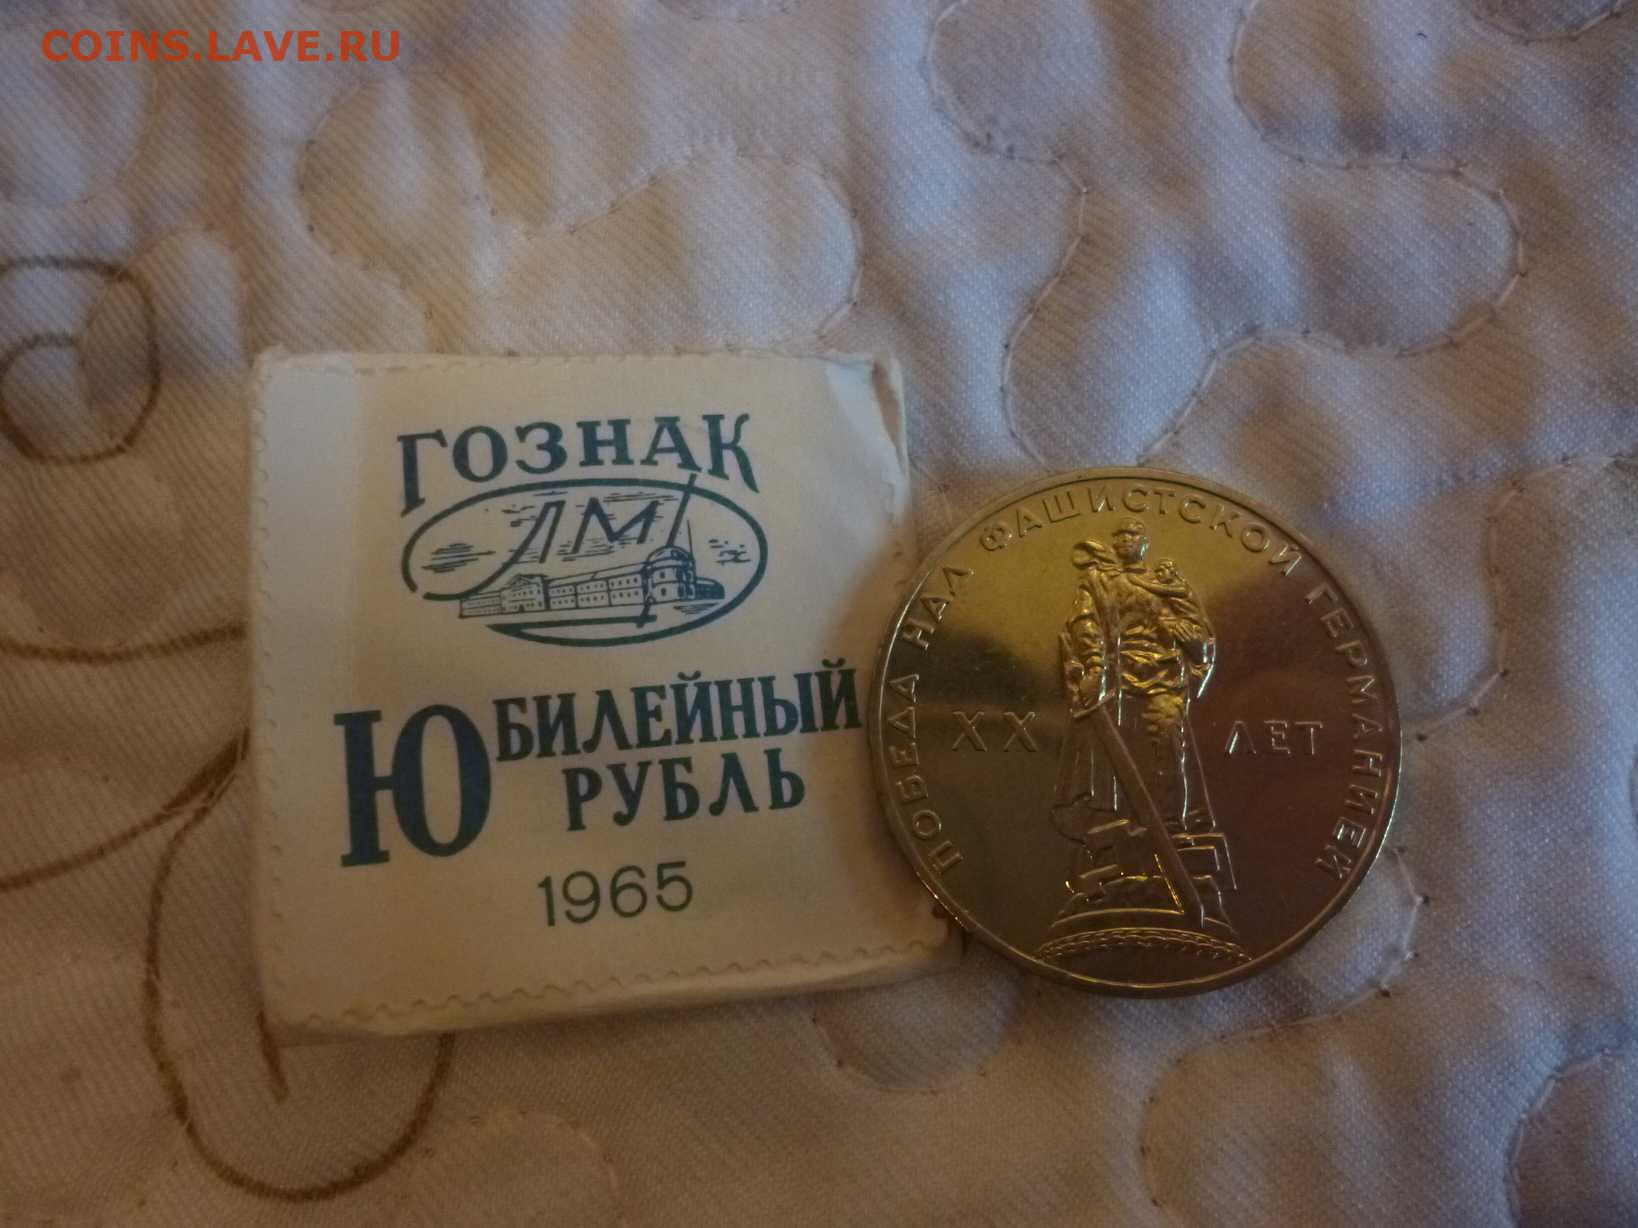 COINS.LAVE.RU
ГОЗНАК
ЛМ
ЮБИЛЕЙНЫЙ
РУБЛЬ
1965
ПОБЕДА НАД ФАШИСТСКОЙ ГЕРМАНИЕЙ
XX ЛЕТ